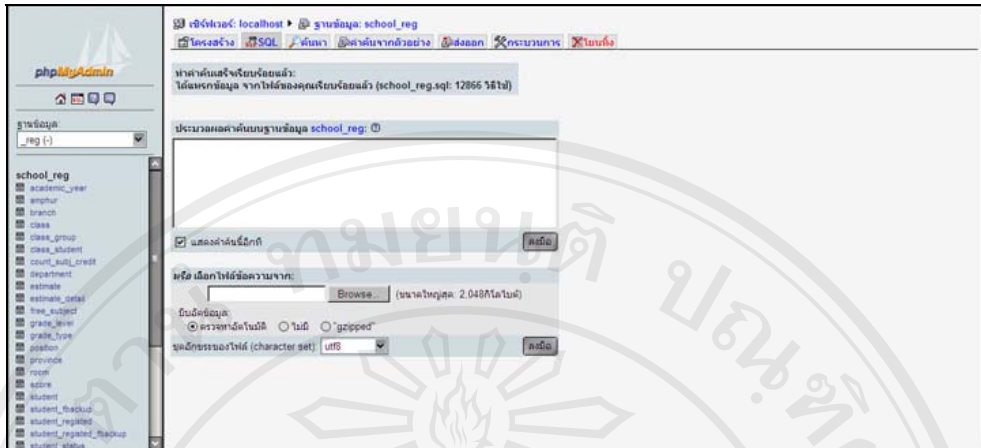 เซิร์ฟเวอร์: localhost ▸ ฐานข้อมูล: school_reg
โครงสร้าง SQL ค้นหา คำค้นจากตัวอย่าง ส่งออก กระบวนการ โยนทิ้ง
phpMyAdmin
ทำคำค้นเสร็จเรียบร้อยแล้ว:
ได้แทรกข้อมูล จากไฟล์ของคุณเรียบร้อยแล้ว (school_reg.sql: 12866 วิธีใช้)
ฐานข้อมูล:
_reg (-)
school_reg
academic_year
amphur
branch
class
class_group
class_student
count_subj_credit
department
estimate
estimate_detail
free_subject
grade_level
grade_type
position
province
room
score
student
student_fbackup
student_registed
student_registed_fbackup
student_status
ประมวลผลคำค้นบนฐานข้อมูล school_reg:
แสดงคำค้นนี้อีกที
ลงมือ
หรือ เลือกไฟล์ข้อความจาก:
Browse... (ขนาดใหญ่สุด: 2,048กิโลไบต์)
บีบอัดข้อมูล:
ตรวจหาอัตโนมัติ ไม่มี "gzipped"
ชุดอักขระของไฟล์ (character set): utf8
ลงมือ